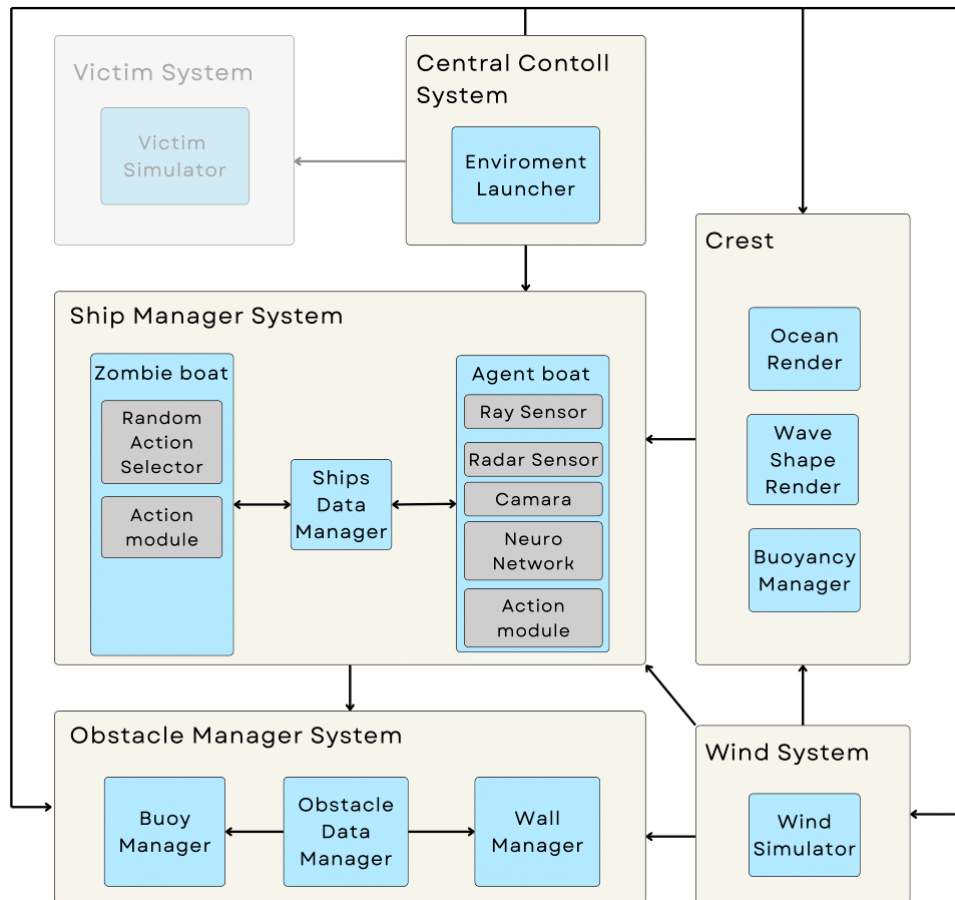 Victim System
Victim
Simulator
Central Contoll
System
Enviroment
Launcher
Crest
Ocean
Render
Wave
Shape
Render
Buoyancy
Manager
Ship Manager System
Zombie boat
Random
Action
Selector
Action
module
Ships
Data
Manager
Agent boat
Ray Sensor
Radar Sensor
Camara
Neuro
Network
Action
module
Obstacle Manager System
Buoy
Manager
Obstacle
Data
Manager
Wall
Manager
Wind System
Wind
Simulator